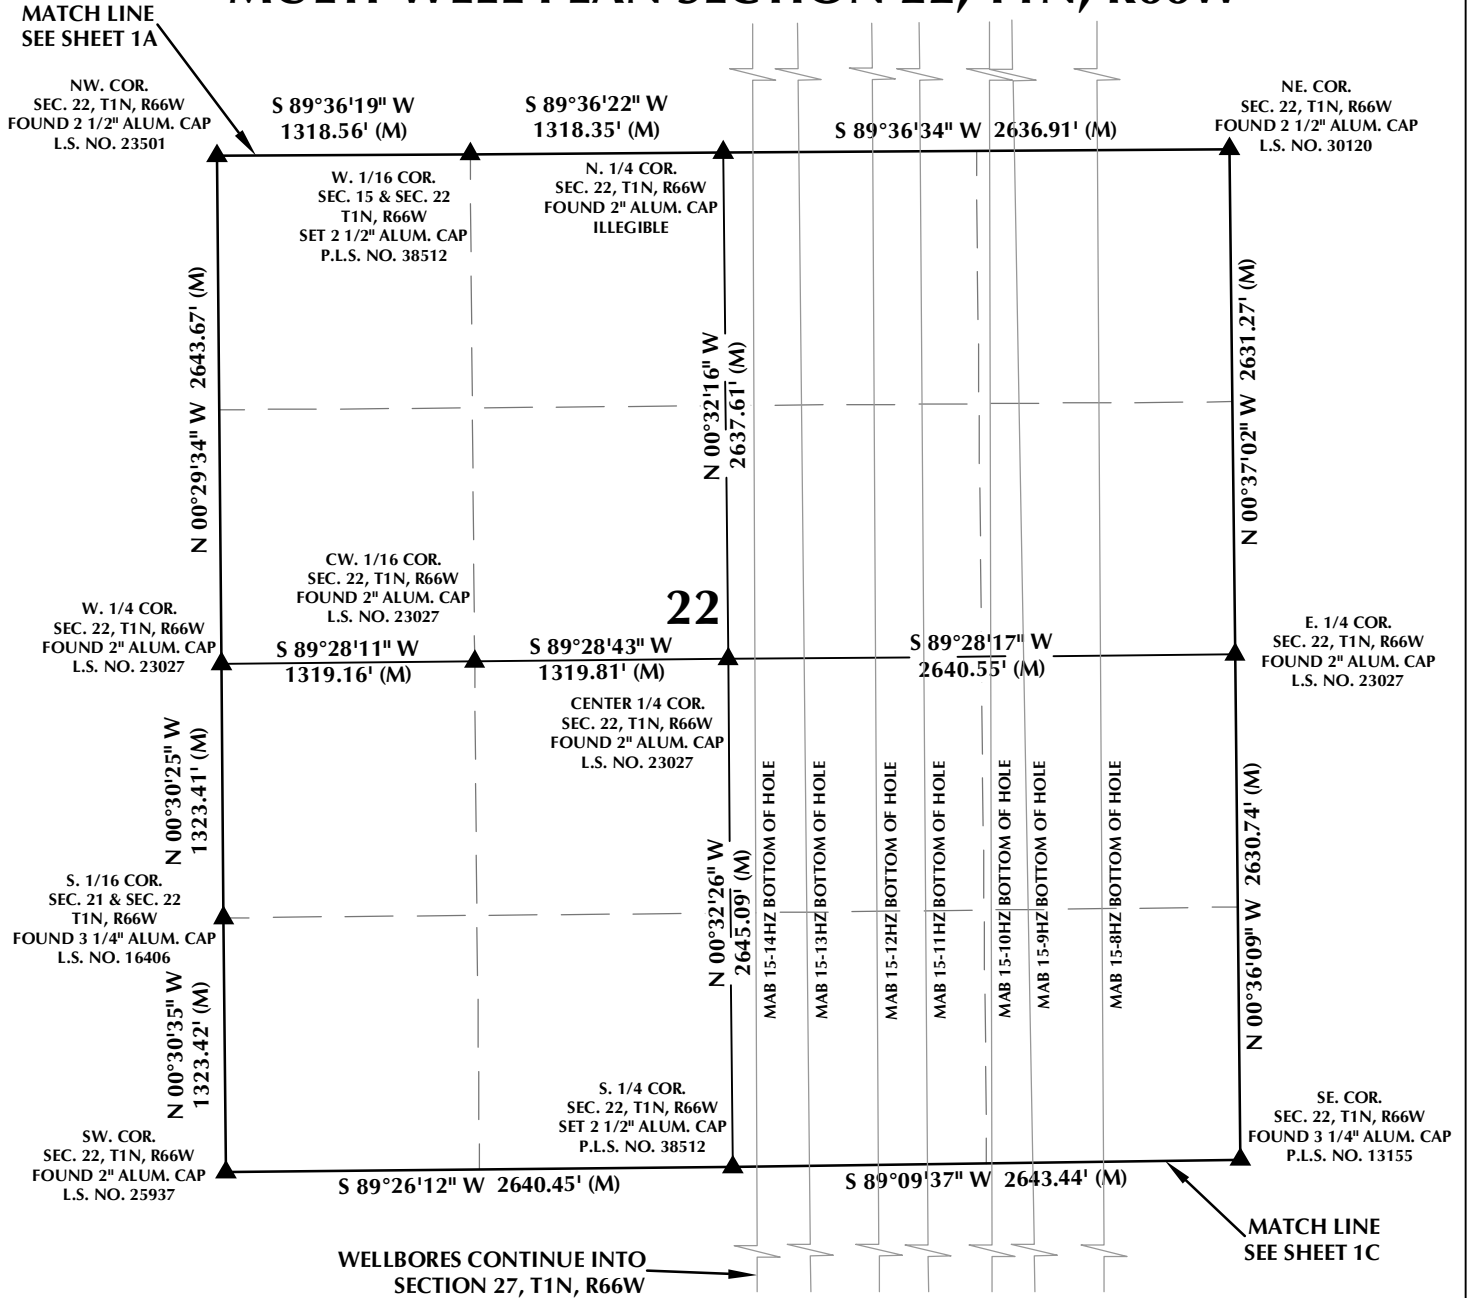 MULTI-WELL PLAN SECTION 22, T1N, R66W
MATCH LINE
SEE SHEET 1A
NW. COR.
SEC. 22, T1N, R66W
FOUND 2 1/2" ALUM. CAP
L.S. NO. 23501
S 89°36'19" W
1318.56' (M)
S 89°36'22" W
1318.35' (M)
S 89°36'34" W 2636.91' (M)
NE. COR.
SEC. 22, T1N, R66W
FOUND 2 1/2" ALUM. CAP
L.S. NO. 30120
W. 1/16 COR.
SEC. 15 & SEC. 22
T1N, R66W
SET 2 1/2" ALUM. CAP
P.L.S. NO. 38512
N. 1/4 COR.
SEC. 22, T1N, R66W
FOUND 2" ALUM. CAP
ILLEGIBLE
N 00°29'34" W 2643.67' (M)
N 00°32'16" W
2637.61' (M)
N 00°37'02" W 2631.27' (M)
CW. 1/16 COR.
SEC. 22, T1N, R66W
FOUND 2" ALUM. CAP
L.S. NO. 23027
22
W. 1/4 COR.
SEC. 22, T1N, R66W
FOUND 2" ALUM. CAP
L.S. NO. 23027
S 89°28'11" W
1319.16' (M)
S 89°28'43" W
1319.81' (M)
S 89°28'17" W
2640.55' (M)
E. 1/4 COR.
SEC. 22, T1N, R66W
FOUND 2" ALUM. CAP
L.S. NO. 23027
CENTER 1/4 COR.
SEC. 22, T1N, R66W
FOUND 2" ALUM. CAP
L.S. NO. 23027
N 00°30'25" W
1323.41' (M)
N 00°32'26" W
2645.09' (M)
MAB 15-14HZ BOTTOM OF HOLE
MAB 15-13HZ BOTTOM OF HOLE
MAB 15-12HZ BOTTOM OF HOLE
MAB 15-11HZ BOTTOM OF HOLE
MAB 15-10HZ BOTTOM OF HOLE
MAB 15-9HZ BOTTOM OF HOLE
MAB 15-8HZ BOTTOM OF HOLE
N 00°36'09" W 2630.74' (M)
S. 1/16 COR.
SEC. 21 & SEC. 22
T1N, R66W
FOUND 3 1/4" ALUM. CAP
L.S. NO. 16406
N 00°30'35" W
1323.42' (M)
S. 1/4 COR.
SEC. 22, T1N, R66W
SET 2 1/2" ALUM. CAP
P.L.S. NO. 38512
SW. COR.
SEC. 22, T1N, R66W
FOUND 2" ALUM. CAP
L.S. NO. 25937
SE. COR.
SEC. 22, T1N, R66W
FOUND 3 1/4" ALUM. CAP
P.L.S. NO. 13155
S 89°26'12" W 2640.45' (M)
S 89°09'37" W 2643.44' (M)
MATCH LINE
SEE SHEET 1C
WELLBORES CONTINUE INTO
SECTION 27, T1N, R66W